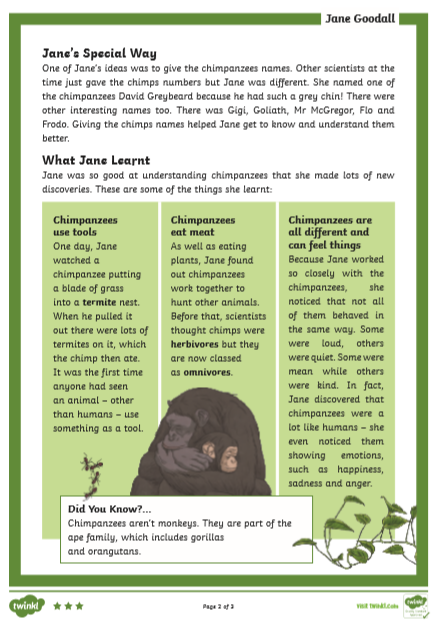 Jane Goodall
Jane's Special Way
One of Jane's ideas was to give the chimpanzees names. Other scientists at the
time just gave the chimps numbers but Jane was different. She named one of
the chimpanzees David Greybeard because he had such a grey chin! There were
other interesting names too. There was Gigi, Goliath, Mr McGregor, Flo and
Frodo. Giving the chimps names helped Jane get to know and understand them
better.
What Jane Learnt
Jane was so good at understanding chimpanzees that she made lots of new
discoveries. These are some of the things she learnt:
Chimpanzees
use tools
One day, Jane
watched a
chimpanzee putting
a blade of grass
into a termite nest.
When he pulled it
out there were lots of
termites on it, which
the chimp then ate.
It was the first time
anyone had seen
an animal – other
than humans – use
something as a tool.
Chimpanzees
eat meat
As well as eating
plants, Jane found
out chimpanzees
work together to
hunt other animals.
Before that, scientists
thought chimps were
herbivores but they
are now classed
as omnivores.
Chimpanzees are
all different and
can feel things
Because Jane worked
so closely with the
chimpanzees, she
noticed that not all
of them behaved in
the same way. Some
were loud, others
were quiet. Some were
mean while others
were kind. In fact,
Jane discovered that
chimpanzees were a
lot like humans – she
even noticed them
showing emotions,
such as happiness,
sadness and anger.
Did You Know?...
Chimpanzees aren't monkeys. They are part of the
ape family, which includes gorillas
and orangutans.
twinkl
Page 2 of 3
visit twinkl.com
twinkl